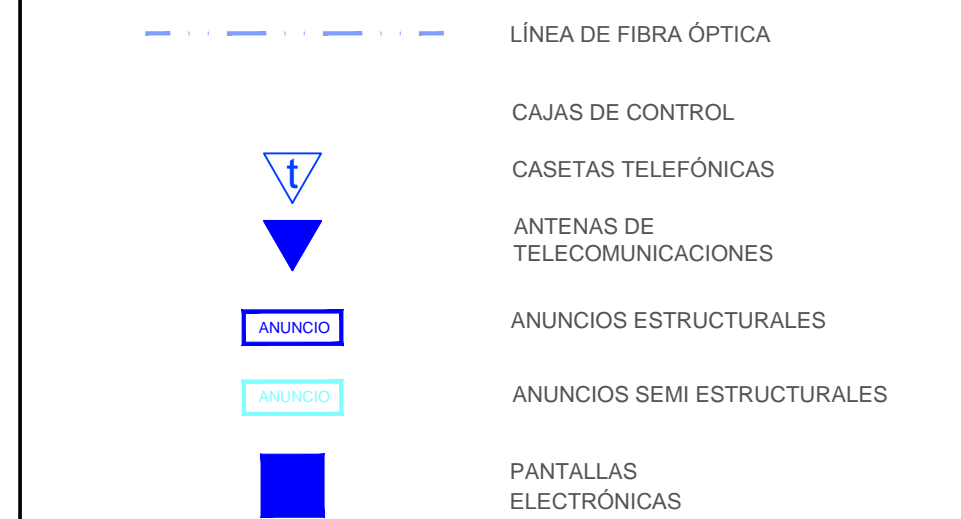 LÍNEA DE FIBRA ÓPTICA
CAJAS DE CONTROL
t
CASETAS TELEFÓNICAS
ANTENAS DE
TELECOMUNICACIONES
ANUNCIO
ANUNCIOS ESTRUCTURALES
ANUNCIO
ANUNCIOS SEMI ESTRUCTURALES
PANTALLAS
ELECTRÓNICAS